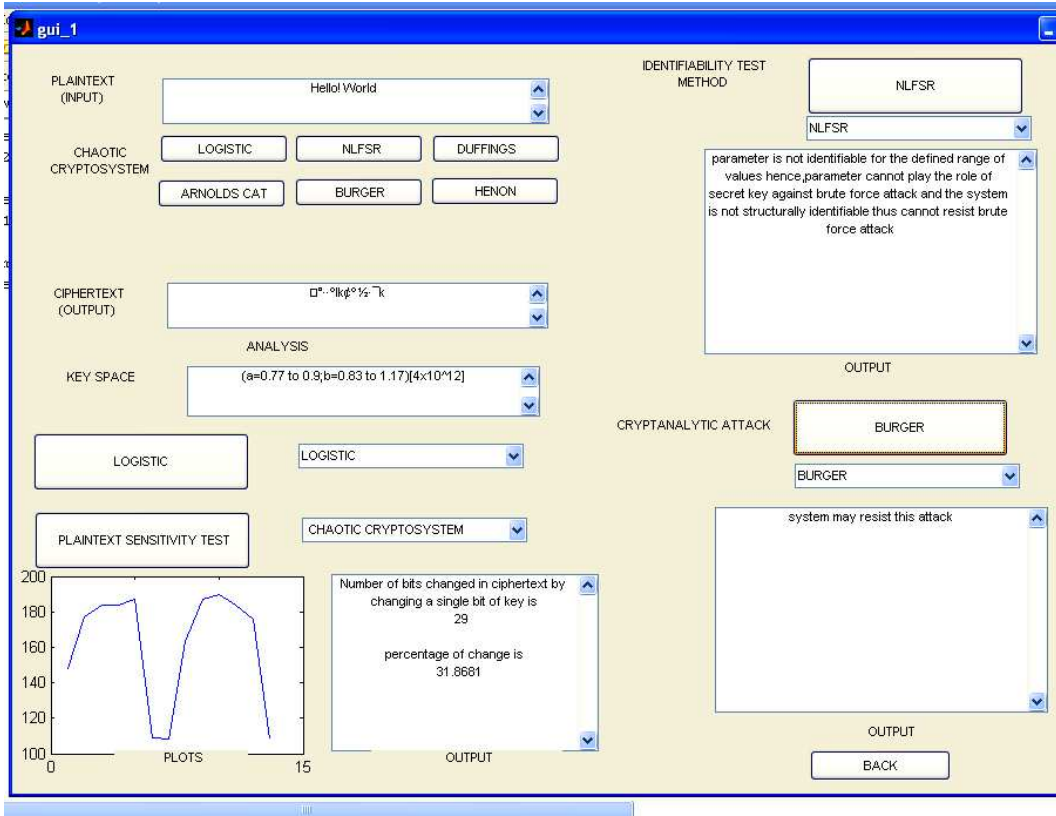 gui_1
PLAINTEXT
(INPUT)
Hello! World
CHAOTIC
CRYPTOSYSTEM
LOGISTIC
NLFSR
DUFFINGS
ARNOLDS CAT
BURGER
HENON
CIPHERTEXT
(OUTPUT)
ANALYSIS
KEY SPACE
(a=0.77 to 0.9;b=0.83 to 1.17)[4x10^12]
LOGISTIC
LOGISTIC
PLAINTEXT SENSITIVITY TEST
CHAOTIC CRYPTOSYSTEM
200
180
160
140
120
100
0
15
PLOTS
Number of bits changed in ciphertext by
changing a single bit of key is
29
percentage of change is
31.8681
OUTPUT
IDENTIFIABILITY TEST
METHOD
NLFSR
NLFSR
parameter is not identifiable for the defined range of
values hence,parameter cannot play the role of
secret key against brute force attack and the system
is not structurally identifiable thus cannot resist brute
force attack
OUTPUT
CRYPTANALYTIC ATTACK
BURGER
BURGER
system may resist this attack
OUTPUT
BACK